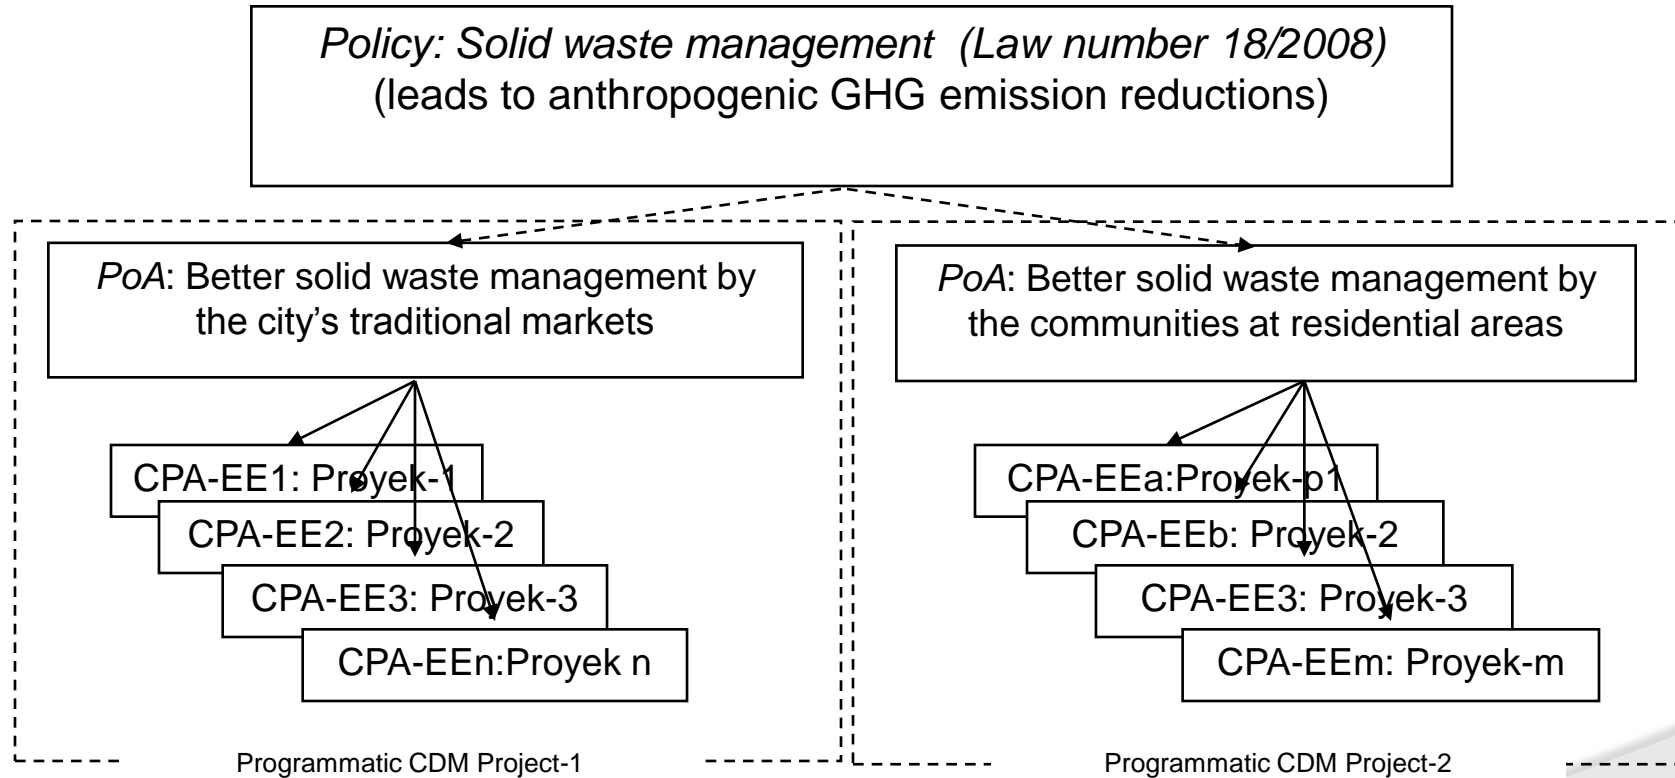 Policy: Solid waste management (Law number 18/2008)
(leads to anthropogenic GHG emission reductions)
PoA: Better solid waste management by
the city's traditional markets
CPA-EE1: Proyek-1
CPA-EE2: Proyek-2
CPA-EE3: Proyek-3
CPA-EEn:Proyek n
Programmatic CDM Project-1
PoA: Better solid waste management by
the communities at residential areas
CPA-EEa:Proyek-p1
CPA-EEb: Proyek-2
CPA-EE3: Proyek-3
CPA-EEm: Proyek-m
Programmatic CDM Project-2